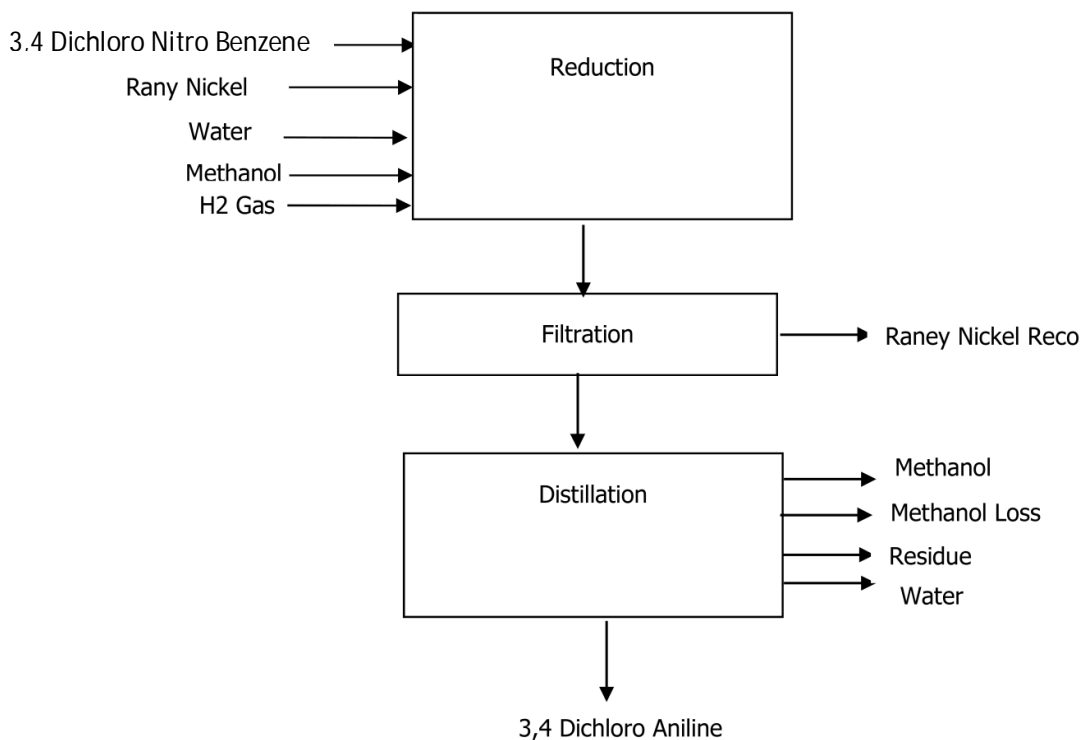 3.4 Dichloro Nitro Benzene
Reduction
Rany Nickel
Water
Methanol
H2 Gas
Filtration
Raney Nickel Reco
Distillation
Methanol
Methanol Loss
Residue
Water
3,4 Dichloro Aniline